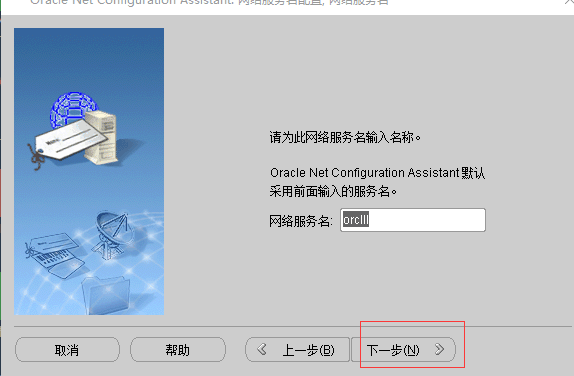 Oracle Net Configuration Assistant: 网络服务名配置, 网络服务名
请为此网络服务名输入名称。
Oracle Net Configuration Assistant 默认
采用前面输入的服务名。
网络服务名: orclll
取消 帮助 上一步(B) 下一步(N)